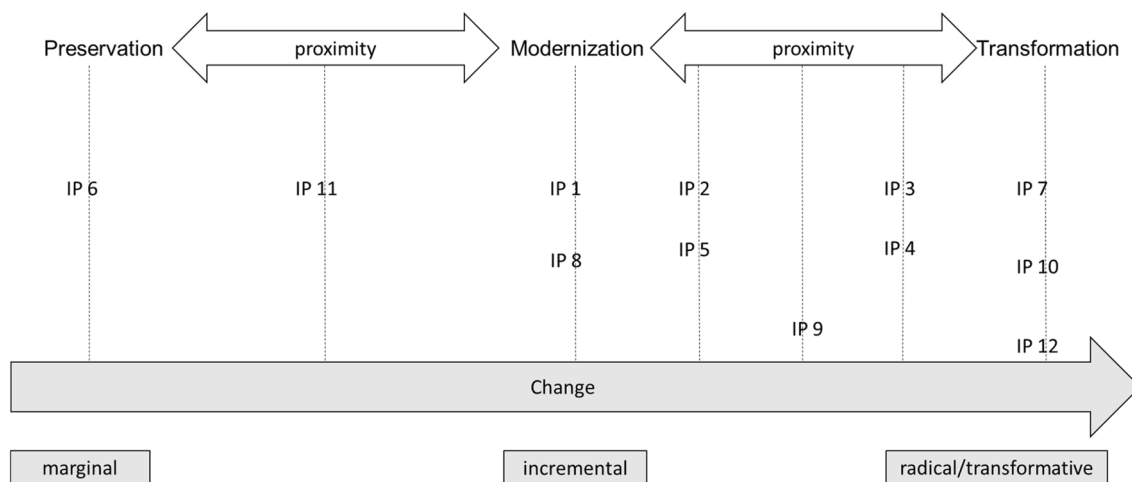 Preservation proximity Modernization proximity Transformation
IP 6 IP 11 IP 1 IP 2 IP 3 IP 7
IP 8 IP 5 IP 4 IP 10
IP 9 IP 12
Change
marginal incremental radical/transformative